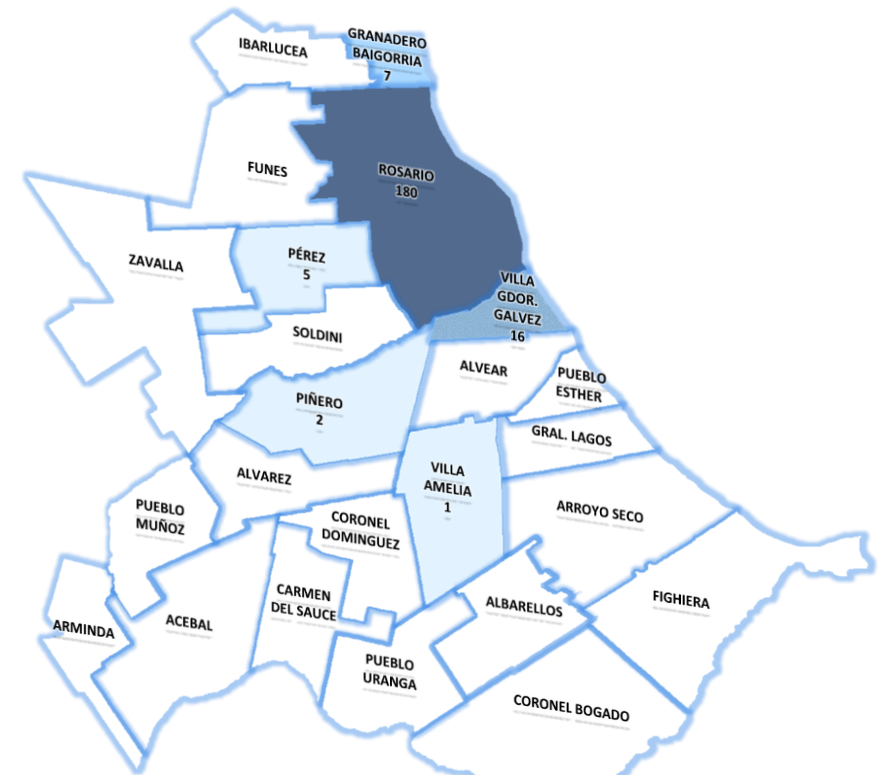 IBARLUCEA
GRANADERO
BAIGORRIA
7
FUNES
ROSARIO
180
ZAVALLA
PÉREZ
5
VILLA
GDOR.
GALVEZ
16
SOLDINI
ALVEAR
PUEBLO
ESTHER
PIÑERO
2
GRAL. LAGOS
ALVAREZ
VILLA
AMELIA
1
PUEBLO
MUÑOZ
CORONEL
DOMINGUEZ
ARROYO SECO
CARMEN
DEL SAUCE
ALBARELLOS
FIGHIERA
ARMINDA
ACEBAL
PUEBLO
URANGA
CORONEL BOGADO